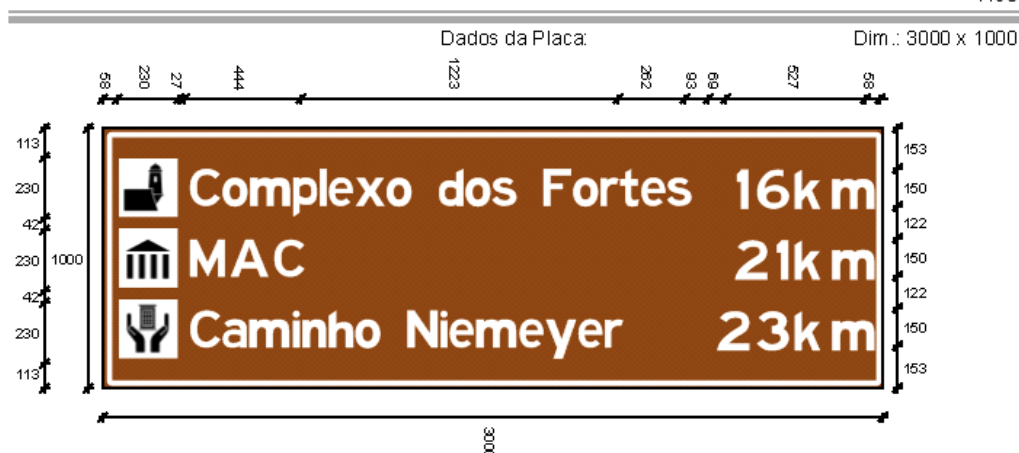 Dados da Placa:
Dim.: 3000 x 1000
58 230 27 444 1223 262 93 69 527 58
113
230
42
230
42
230
113
1000
Complexo dos Fortes 16km
MAC 21km
Caminho Niemeyer 23km
153
150
122
150
122
150
153